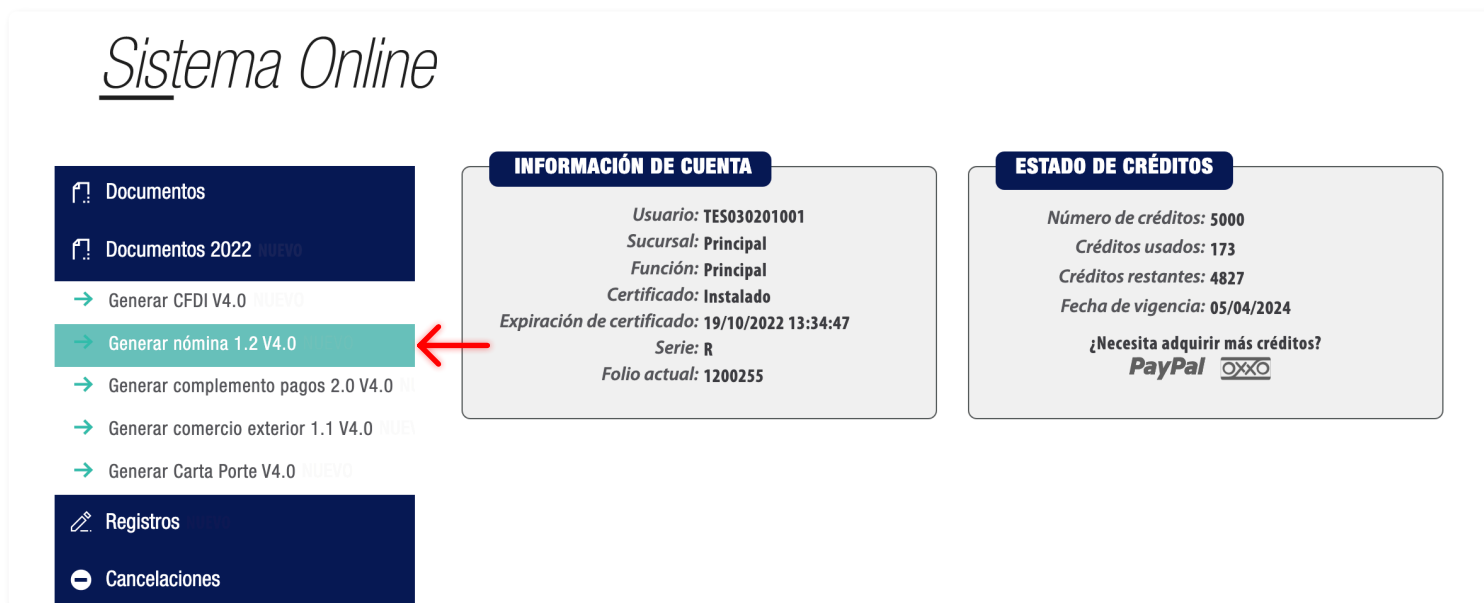 Sistema Online
Documentos
Documentos 2022 NUEVO
Generar CFDI V4.0 NUEVO
Generar nómina 1.2 V4.0
Generar complemento pagos 2.0 V4.0
Generar comercio exterior 1.1 V4.0
Generar Carta Porte V4.0 NUEVO
Registros
Cancelaciones
INFORMACIÓN DE CUENTA
Usuario: TES030201001
Sucursal: Principal
Función: Principal
Certificado: Instalado
Expiración de certificado: 19/10/2022 13:34:47
Serie: R
Folio actual: 1200255
ESTADO DE CRÉDITOS
Número de créditos: 5000
Créditos usados: 173
Créditos restantes: 4827
Fecha de vigencia: 05/04/2024
¿Necesita adquirir más créditos?
PayPal OXXO